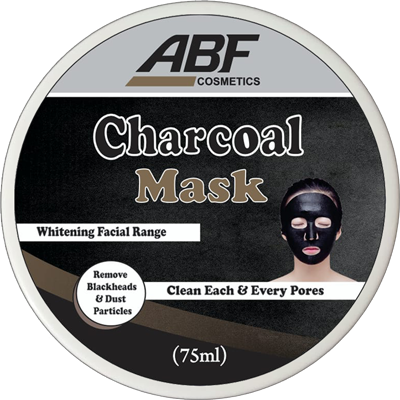 ABF
COSMETICS
Charcoal
Mask
Whitening Facial Range
Remove
Blackheads
& Dust
Particles
Clean Each & Every Pores
(75ml)